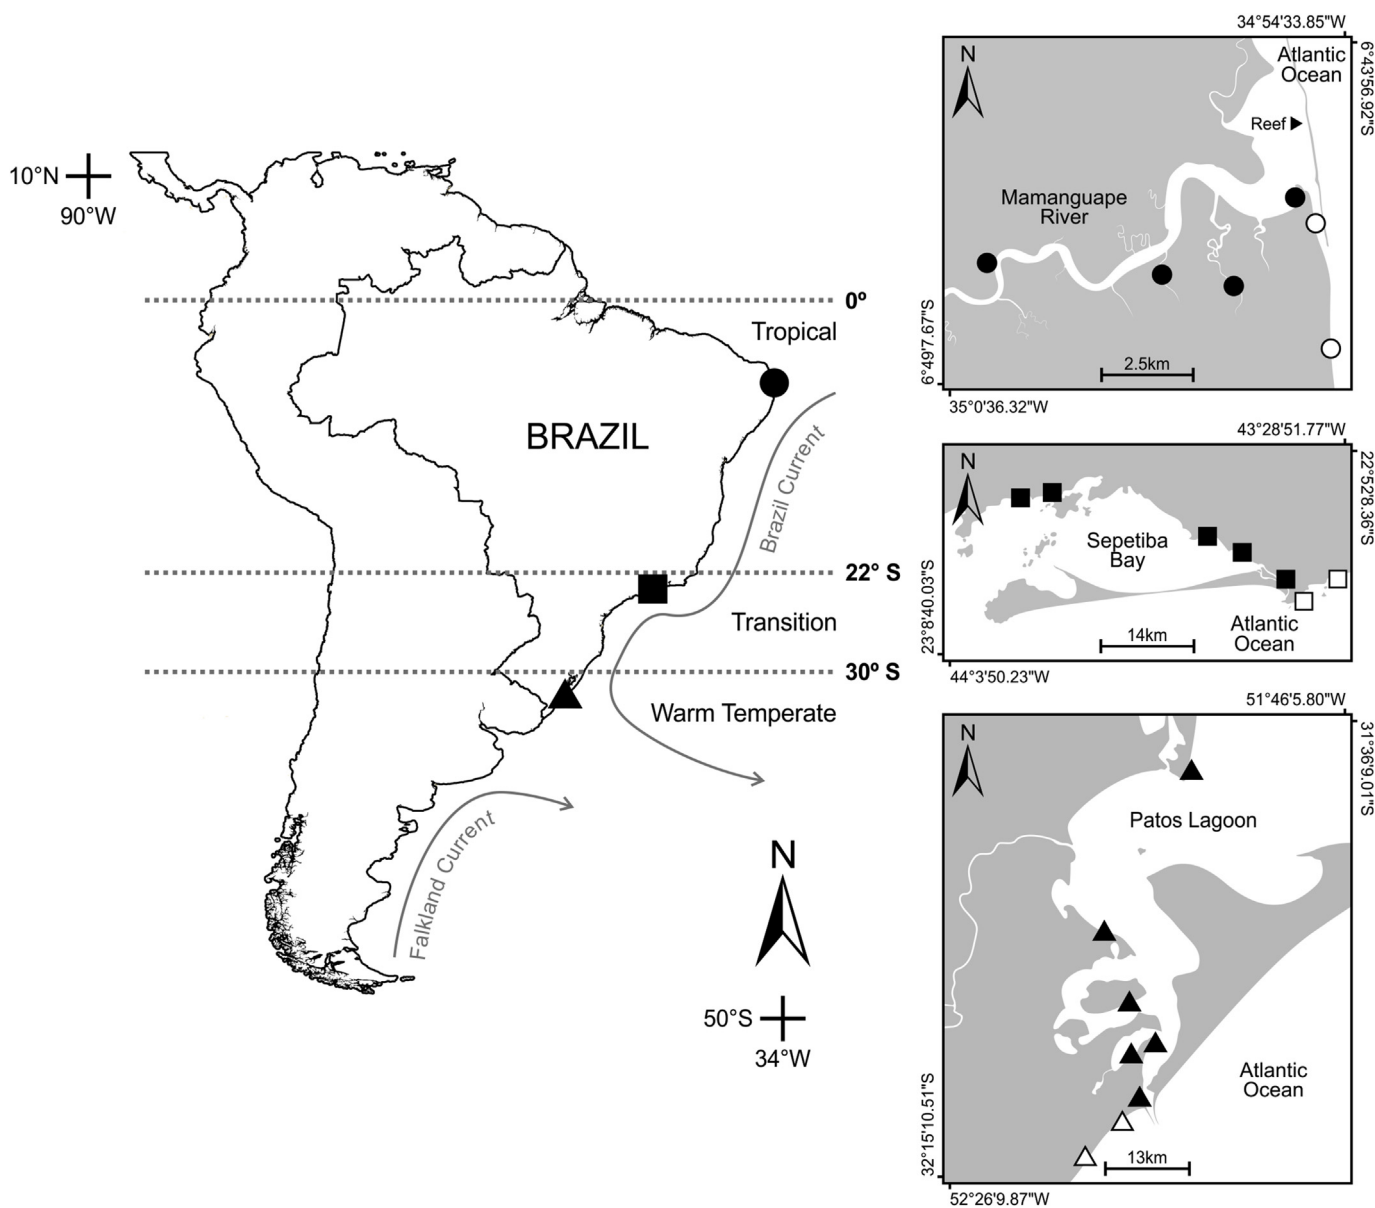 10°N
90°W
0º
Tropical
BRAZIL
Brazil Current
22° S
Transition
30º S
Warm Temperate
Falkland Current
N
50°S
34°W
34°54'33.85"W
6°43'56.92"S
N
Atlantic
Ocean
Reef
Mamanguape
River
2.5km
6°49'7.67"S
35°0'36.32"W
43°28'51.77"W
22°52'8.36"S
N
Sepetiba
Bay
Atlantic
Ocean
14km
23°8'40.03"S
44°3'50.23"W
51°46'5.80"W
31°36'9.01"S
N
Patos Lagoon
Atlantic
Ocean
13km
32°15'10.51"S
52°26'9.87"W